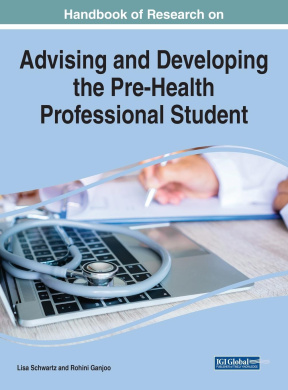 Handbook of Research on
Advising and Developing
the Pre-Health
Professional Student
Lisa Schwartz and Rohini Ganjoo
IGI Global